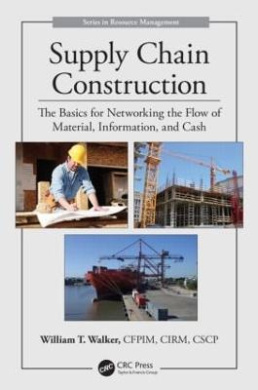 Series in Resource Management
Supply Chain
Construction
The Basics for Networking the Flow of
Material, Information, and Cash
William T. Walker, CFPIM, CIRM, CSCP
CRC Press
Taylor & Francis Group